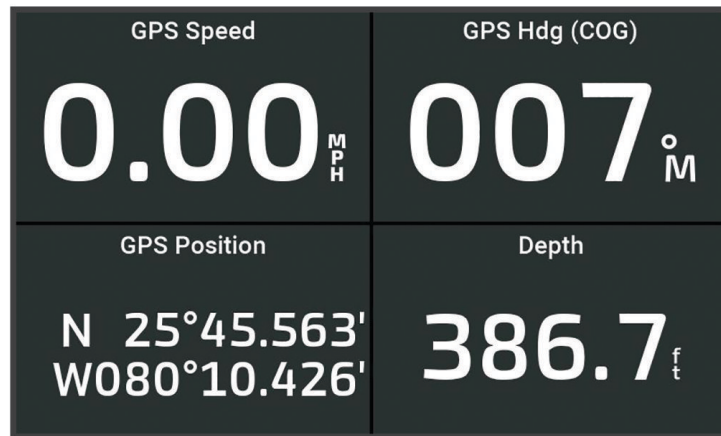 GPS Speed
0.00 MPH
GPS Hdg (COG)
007 °M
GPS Position
N 25°45.563'
W080°10.426'
Depth
386.7 ft